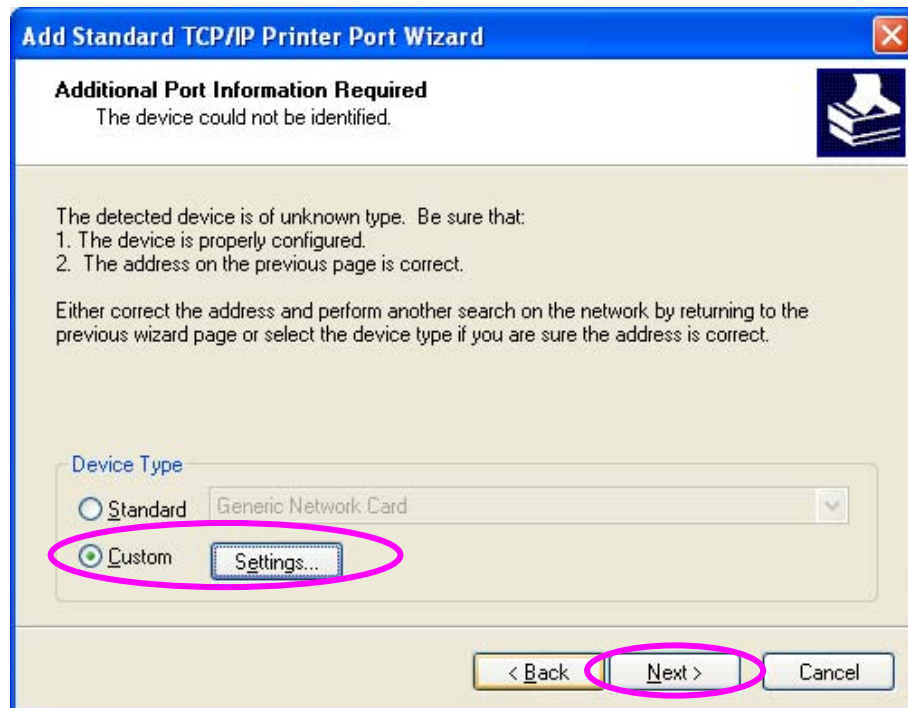 Add Standard TCP/IP Printer Port Wizard
Additional Port Information Required
The device could not be identified.
The detected device is of unknown type. Be sure that:
1. The device is properly configured.
2. The address on the previous page is correct.
Either correct the address and perform another search on the network by returning to the
previous wizard page or select the device type if you are sure the address is correct.
Device Type
Standard
Generic Network Card
Custom
Settings...
< Back
Next >
Cancel